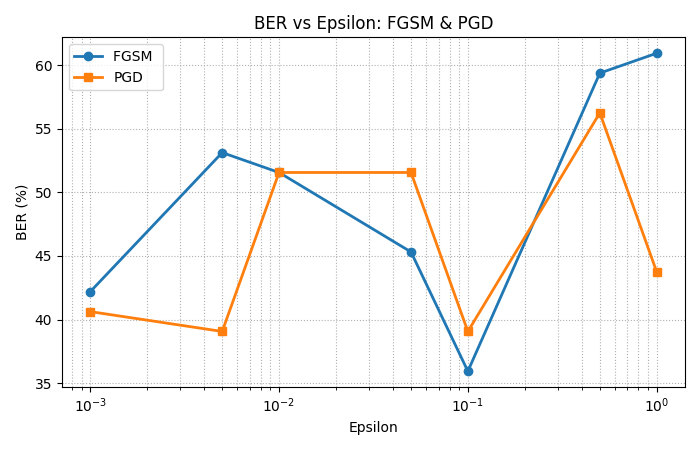 BER vs Epsilon: FGSM & PGD
FGSM
PGD
BER (%)
60
55
50
45
40
35
10⁻³
10⁻²
10⁻¹
10⁰
Epsilon